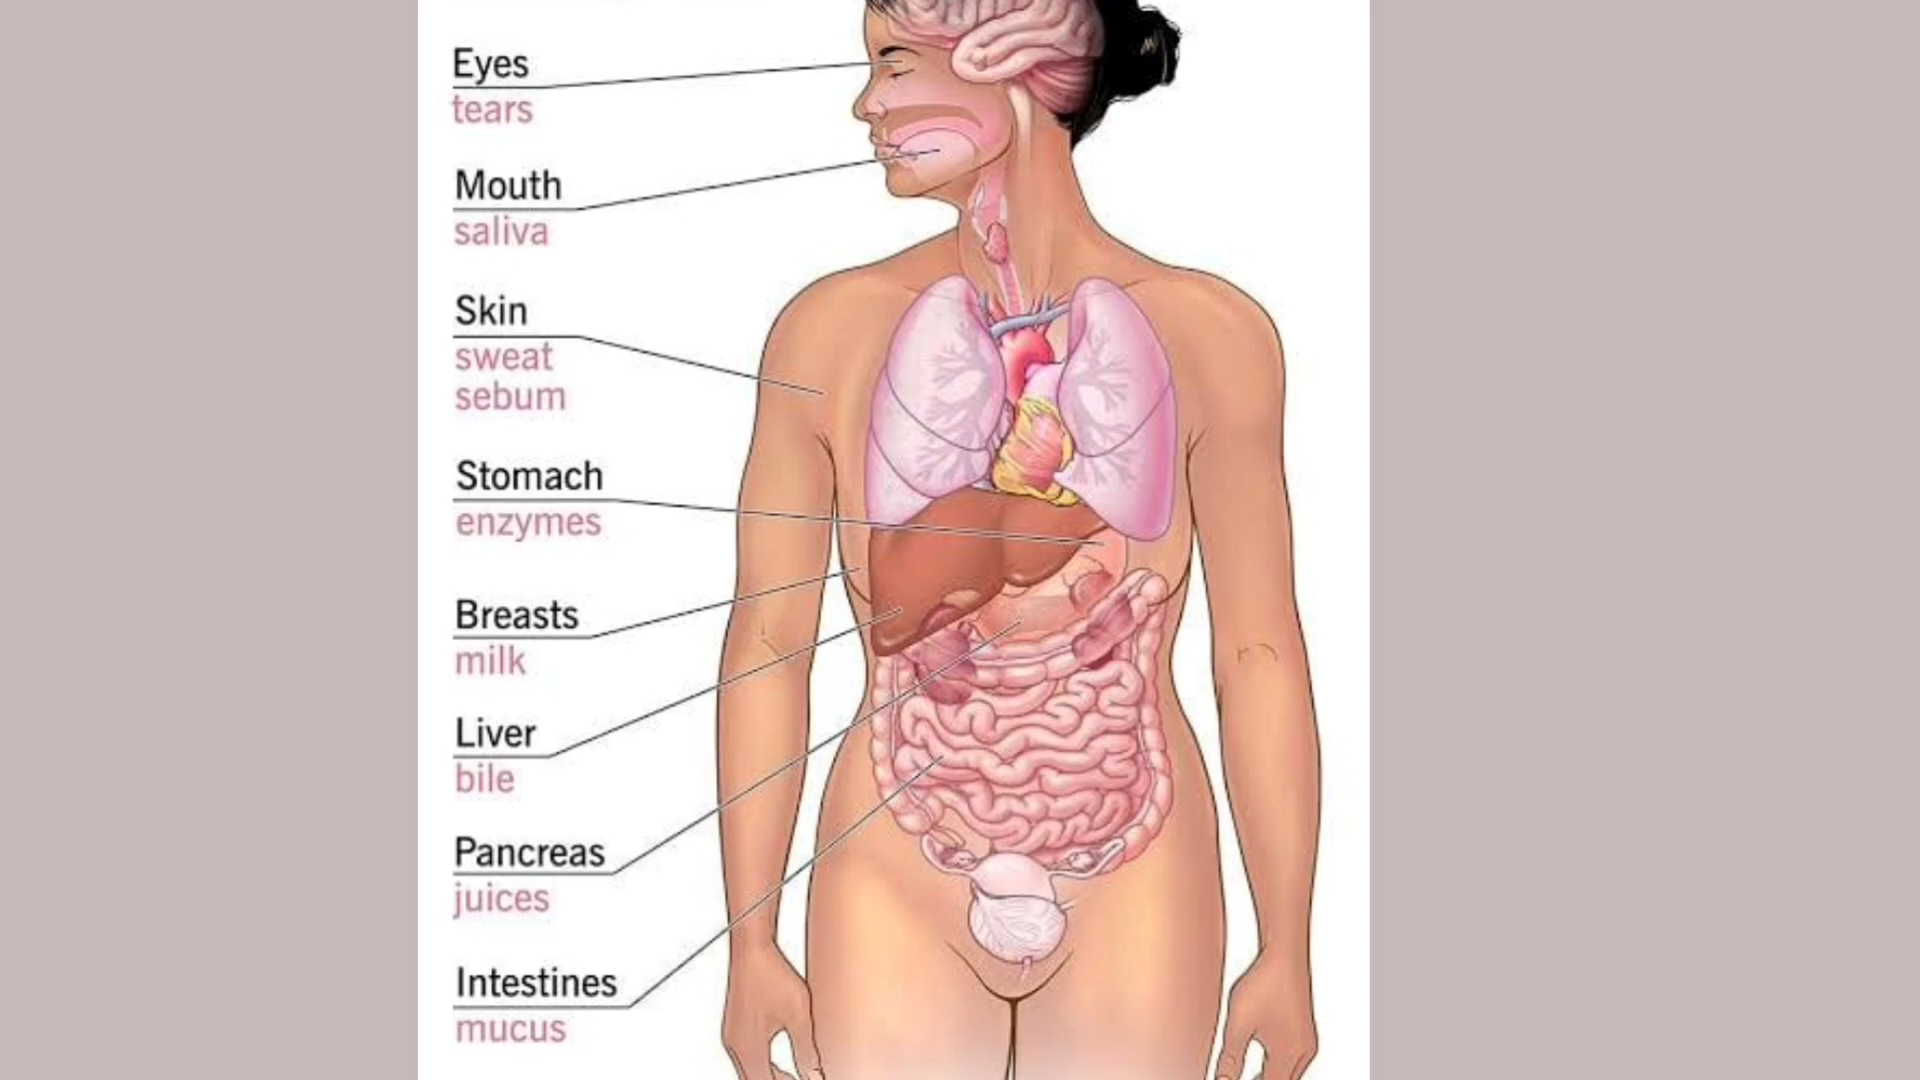 Eyes
tears
Mouth
saliva
Skin
sweat
sebum
Stomach
enzymes
Breasts
milk
Liver
bile
Pancreas
juices
Intestines
mucus